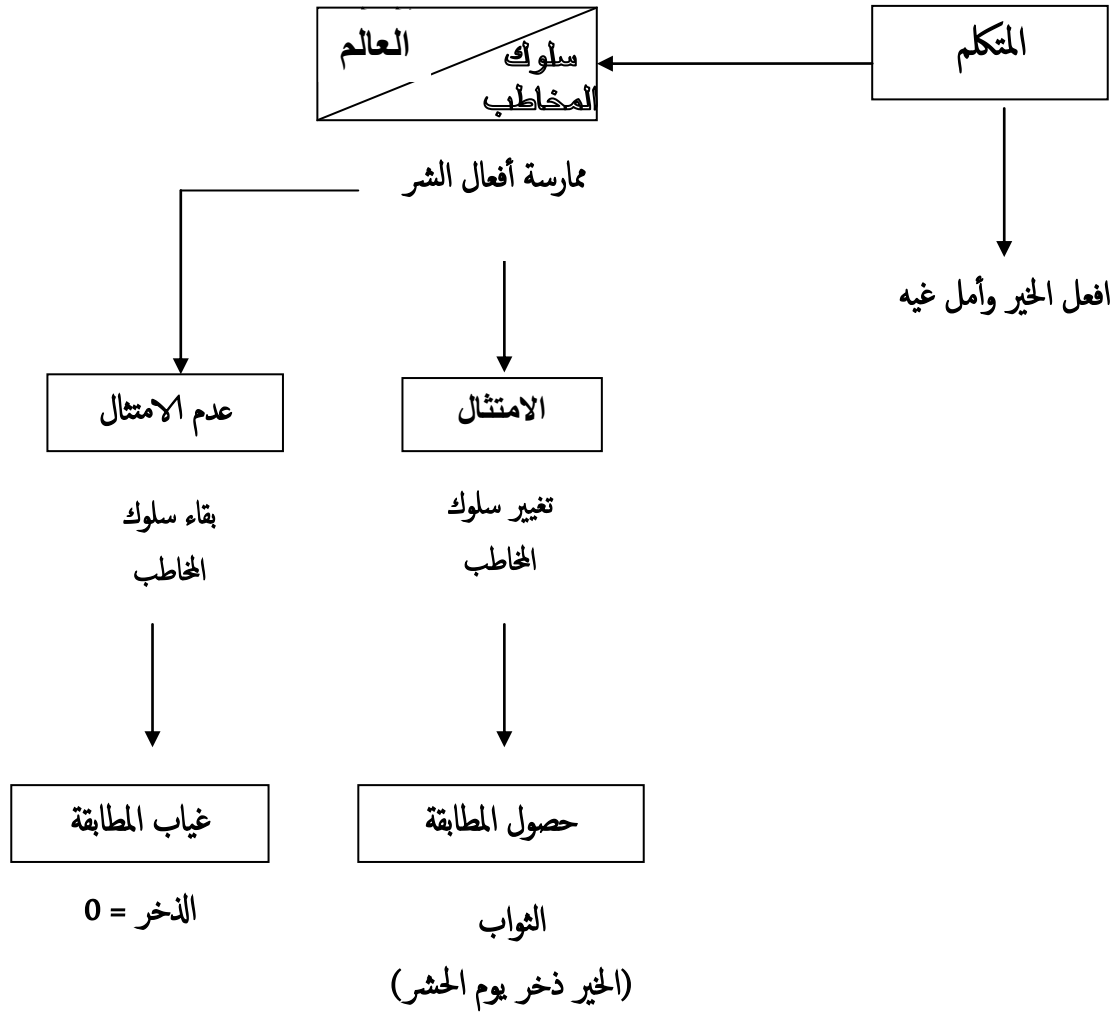 المتكلم
العالم
سلوك
المخاطب
ممارسة أفعال الشر
افعل الخير وأمل غيه
الامتثال
عدم الامتثال
تغيير سلوك
المخاطب
بقاء سلوك
المخاطب
حصول المطابقة
غياب المطابقة
الثواب
(الخير ذخر يوم الحشر)
الذخر = 0